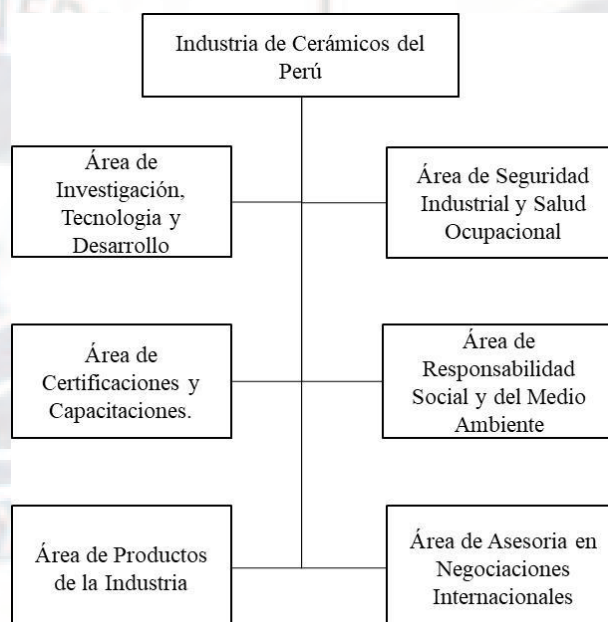 Industria de Cerámicos del
Perú
Área de
Investigación,
Tecnologia y
Desarrollo
Área de Seguridad
Industrial y Salud
Ocupacional
Área de
Certificaciones y
Capacitaciones.
Área de
Responsabilidad
Social y del Medio
Ambiente
Área de Productos
de la Industria
Área de Asesoria en
Negociaciones
Internacionales